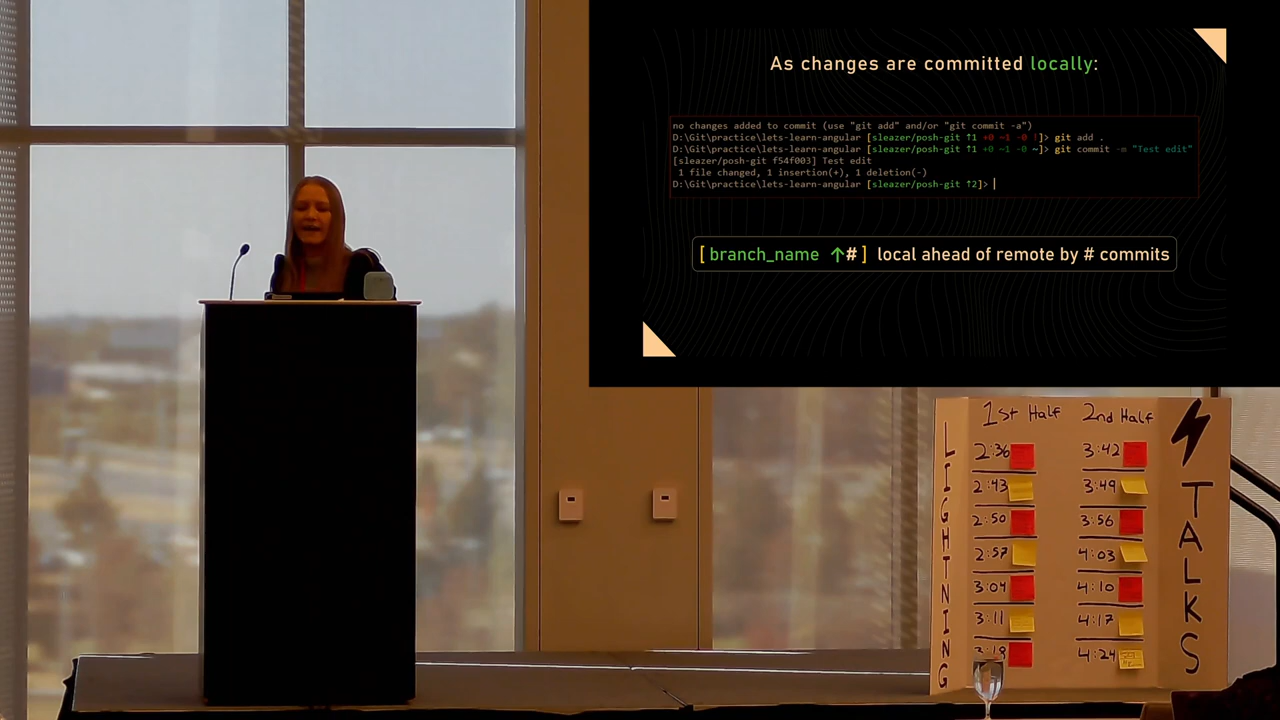 As changes are committed locally:
no changes added to commit (use "git add" and/or "git commit -a")
D:\Git\practice\lets-learn-angular [sleazer/posh-git ↑1 +0 ~1 -0 !]> git add .
D:\Git\practice\lets-learn-angular [sleazer/posh-git ↑1 +0 ~1 -0 ~]> git commit -m "Test edit"
[sleazer/posh-git f54f003] Test edit
1 file changed, 1 insertion(+), 1 deletion(-)
D:\Git\practice\lets-learn-angular [sleazer/posh-git ↑2]>
[branch_name ↑#] local ahead of remote by # commits
LIGHTNING
1st Half
2:36
2:43
2:50
2:57
3:04
3:11
2nd Half
3:42
3:49
3:56
4:03
4:10
4:17
4:24
TALKS